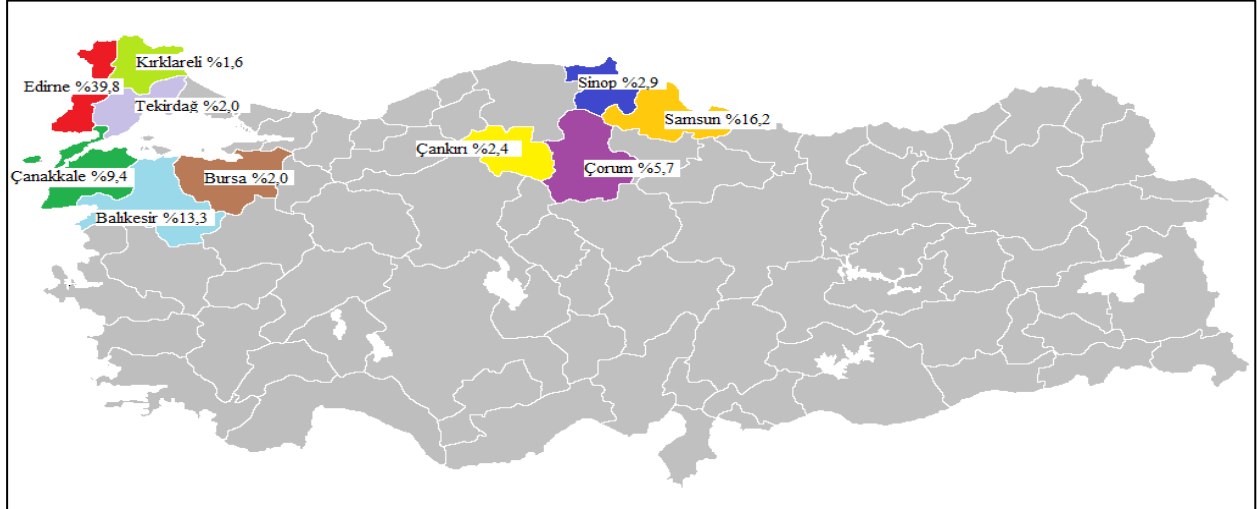 Kırklareli %1,6
Edirne %39,8
Tekirdağ %2,0
Çanakkale %9,4
Bursa %2,0
Balıkesir %13,3
Sinop %2,9
Samsun %16,2
Çankırı %2,4
Çorum %5,7